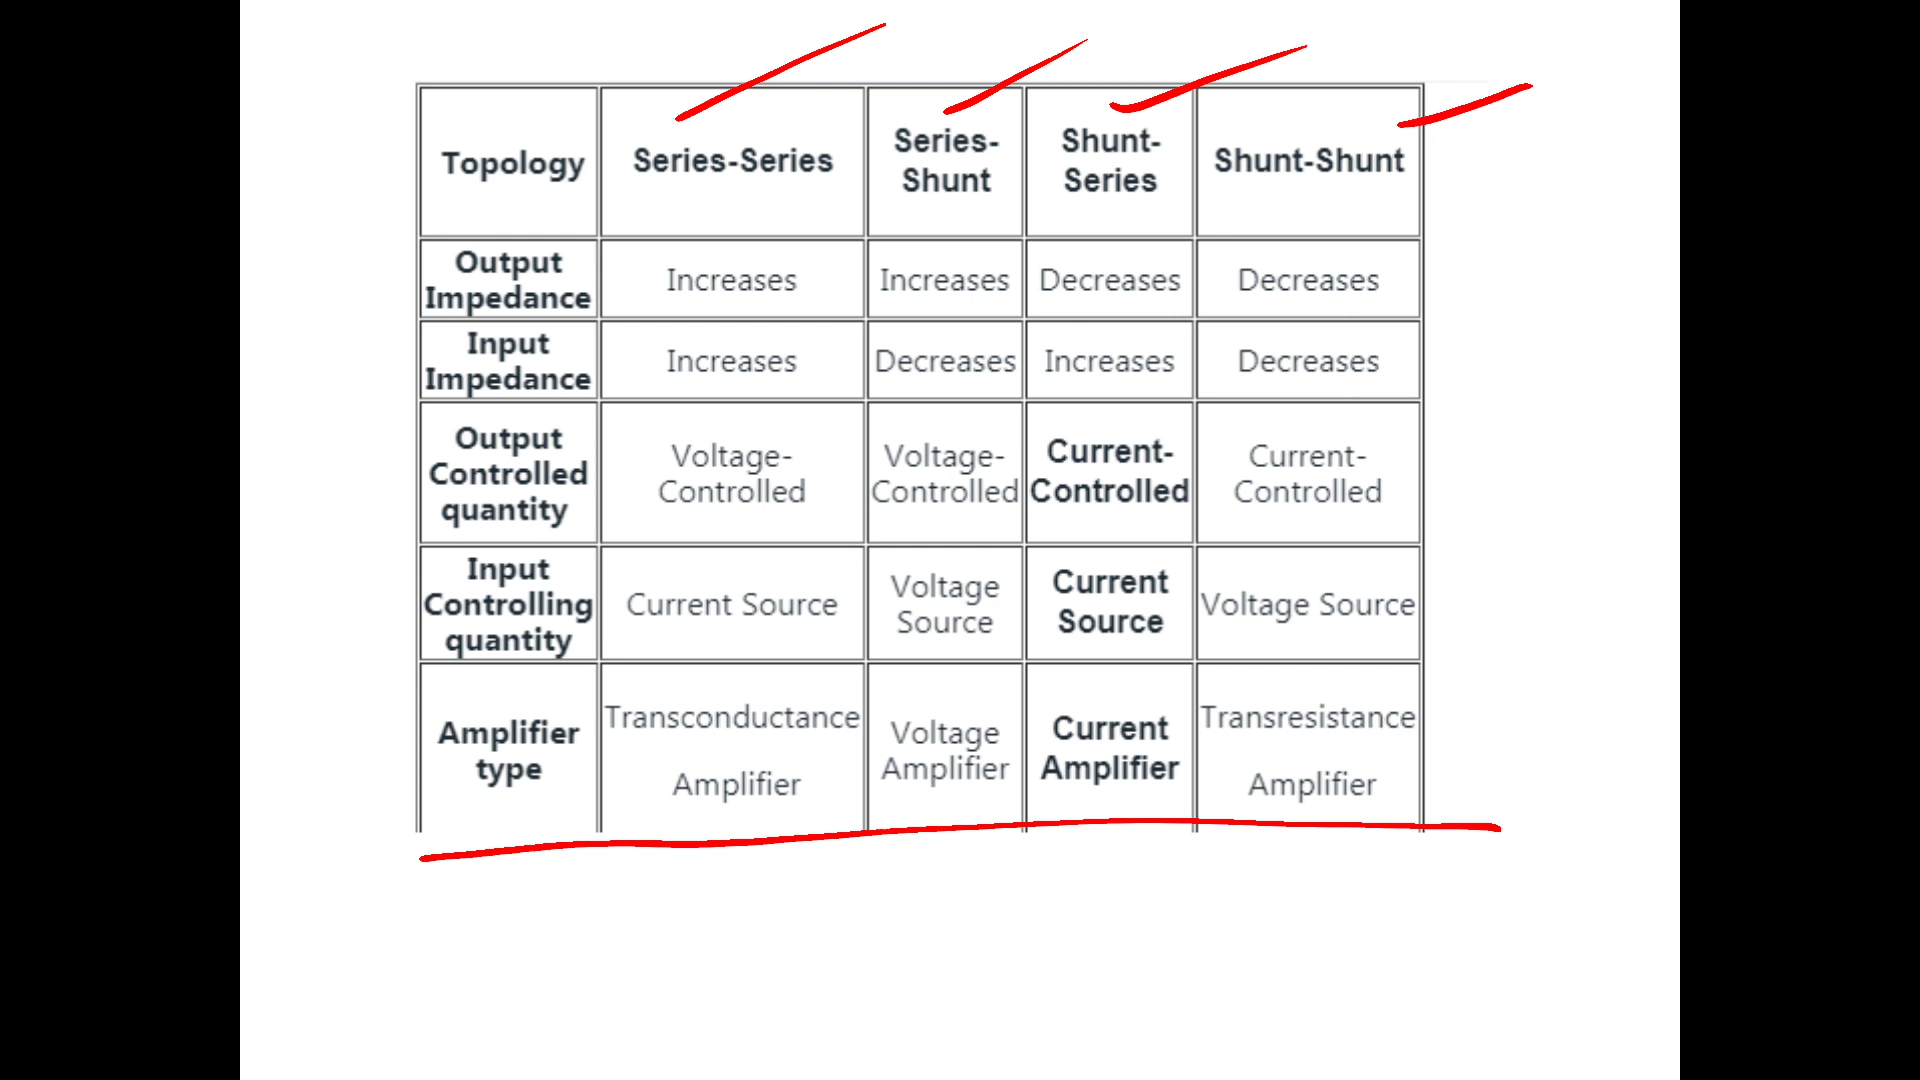 Topology Series-Series Series-Shunt Shunt-Series Shunt-Shunt
Output Impedance Increases Increases Decreases Decreases
Input Impedance Increases Decreases Increases Decreases
Output Controlled quantity Voltage-Controlled Voltage-Controlled Current-Controlled Current-Controlled
Input Controlling quantity Current Source Voltage Source Current Source Voltage Source
Amplifier type Transconductance Amplifier Voltage Amplifier Current Amplifier Transresistance Amplifier